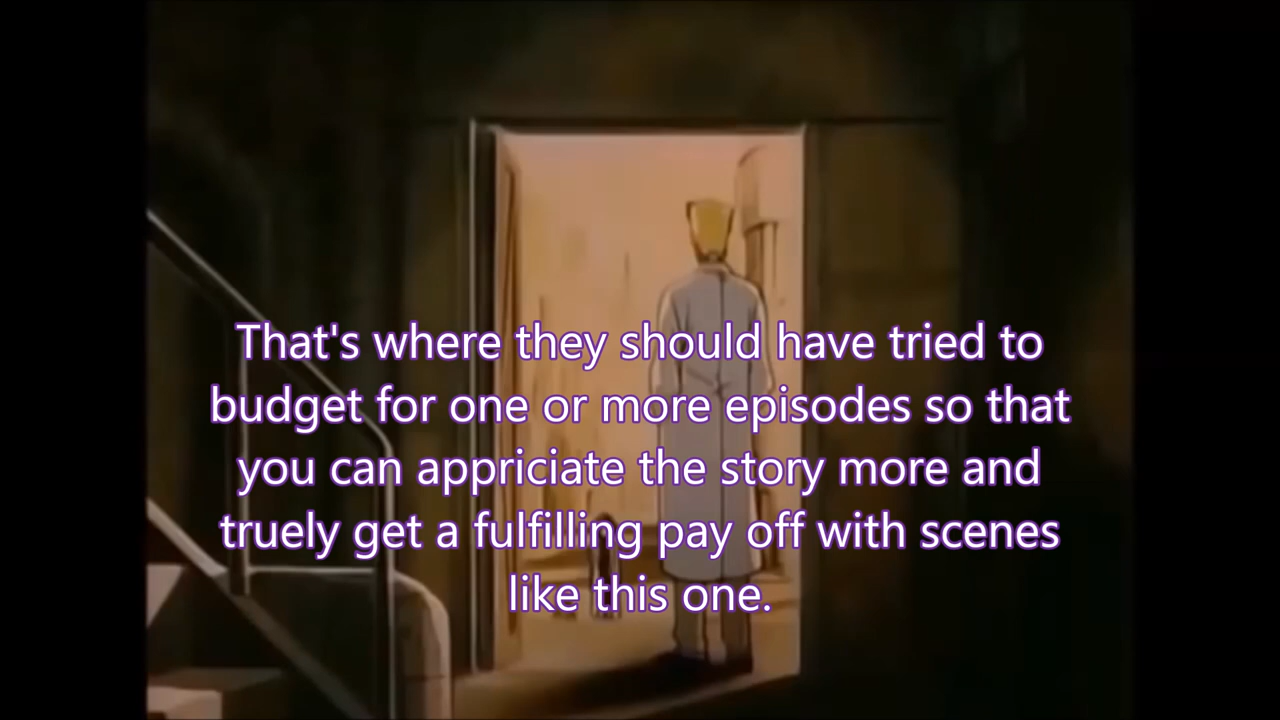 That's where they should have tried to
budget for one or more episodes so that
you can appriciate the story more and
truely get a fulfilling pay off with scenes
like this one.